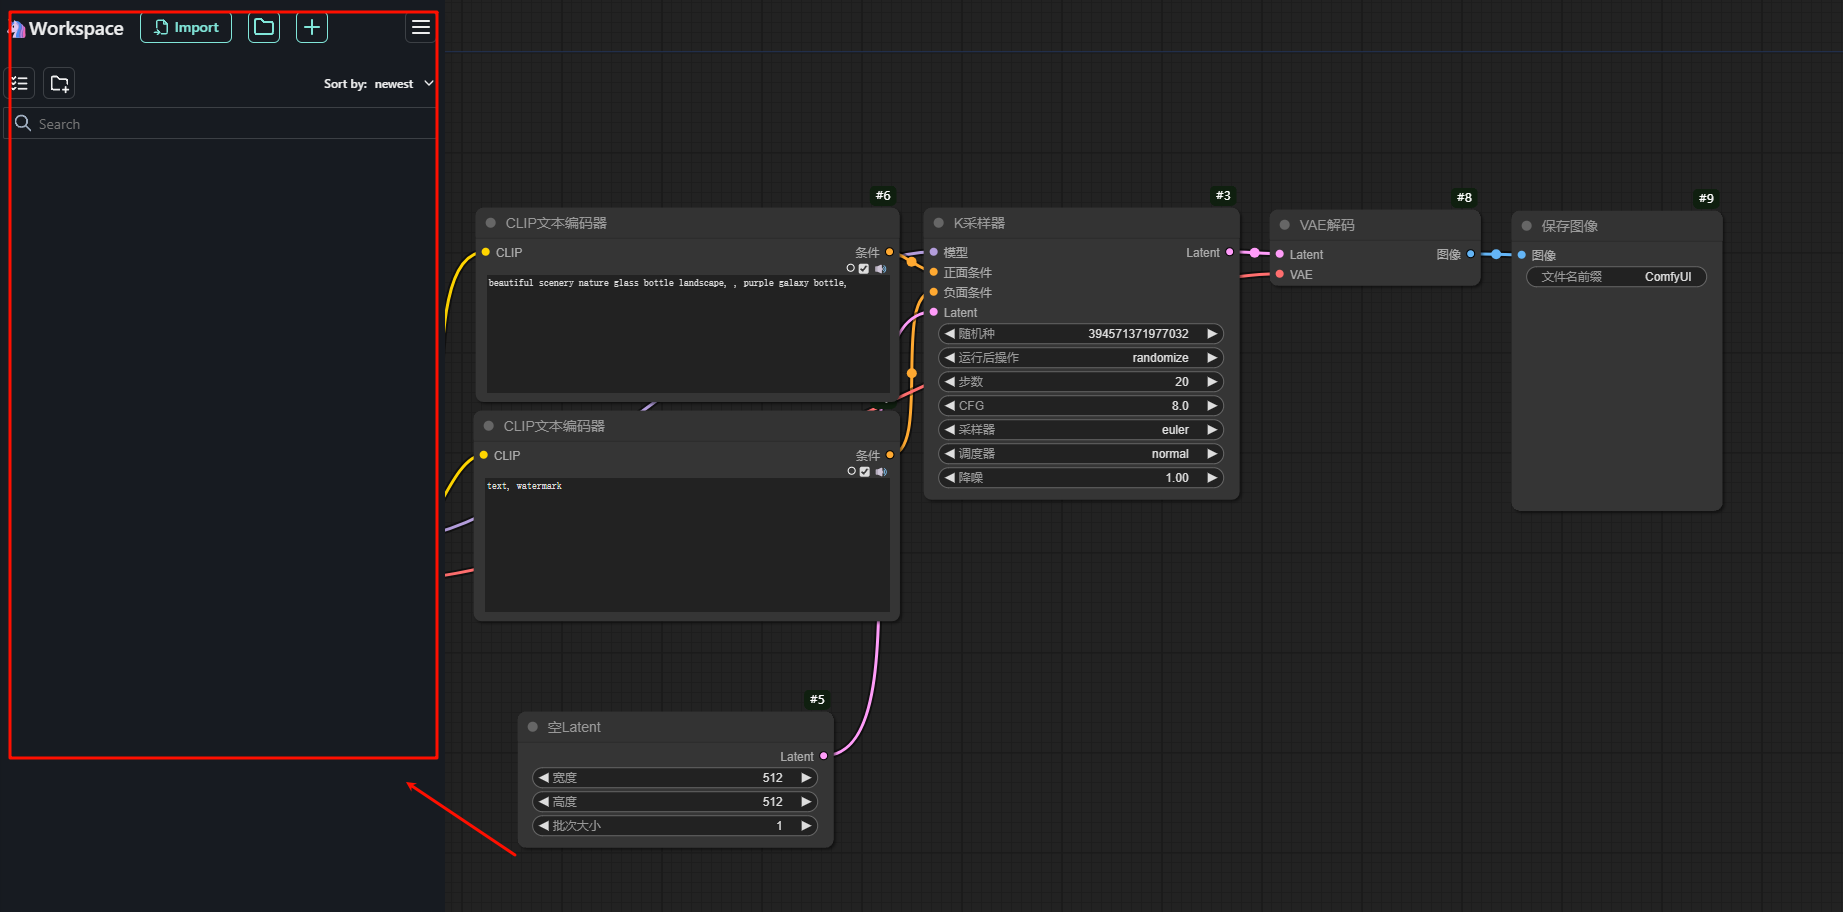 Workspace
Import
Sort by: newest
Search
#6
CLIP文本编码器
CLIP
条件
beautiful scenery nature glass bottle landscape, , purple galaxy bottle,
CLIP文本编码器
CLIP
条件
text, watermark
#5
空Latent
Latent
宽度 512
高度 512
批次大小 1
#3
K采样器
模型
Latent
正面条件
负面条件
Latent
随机种 394571371977032
运行后操作 randomize
步数 20
CFG 8.0
采样器 euler
调度器 normal
降噪 1.00
#8
VAE解码
Latent
图像
VAE
#9
保存图像
图像
文件名前缀 ComfyUI